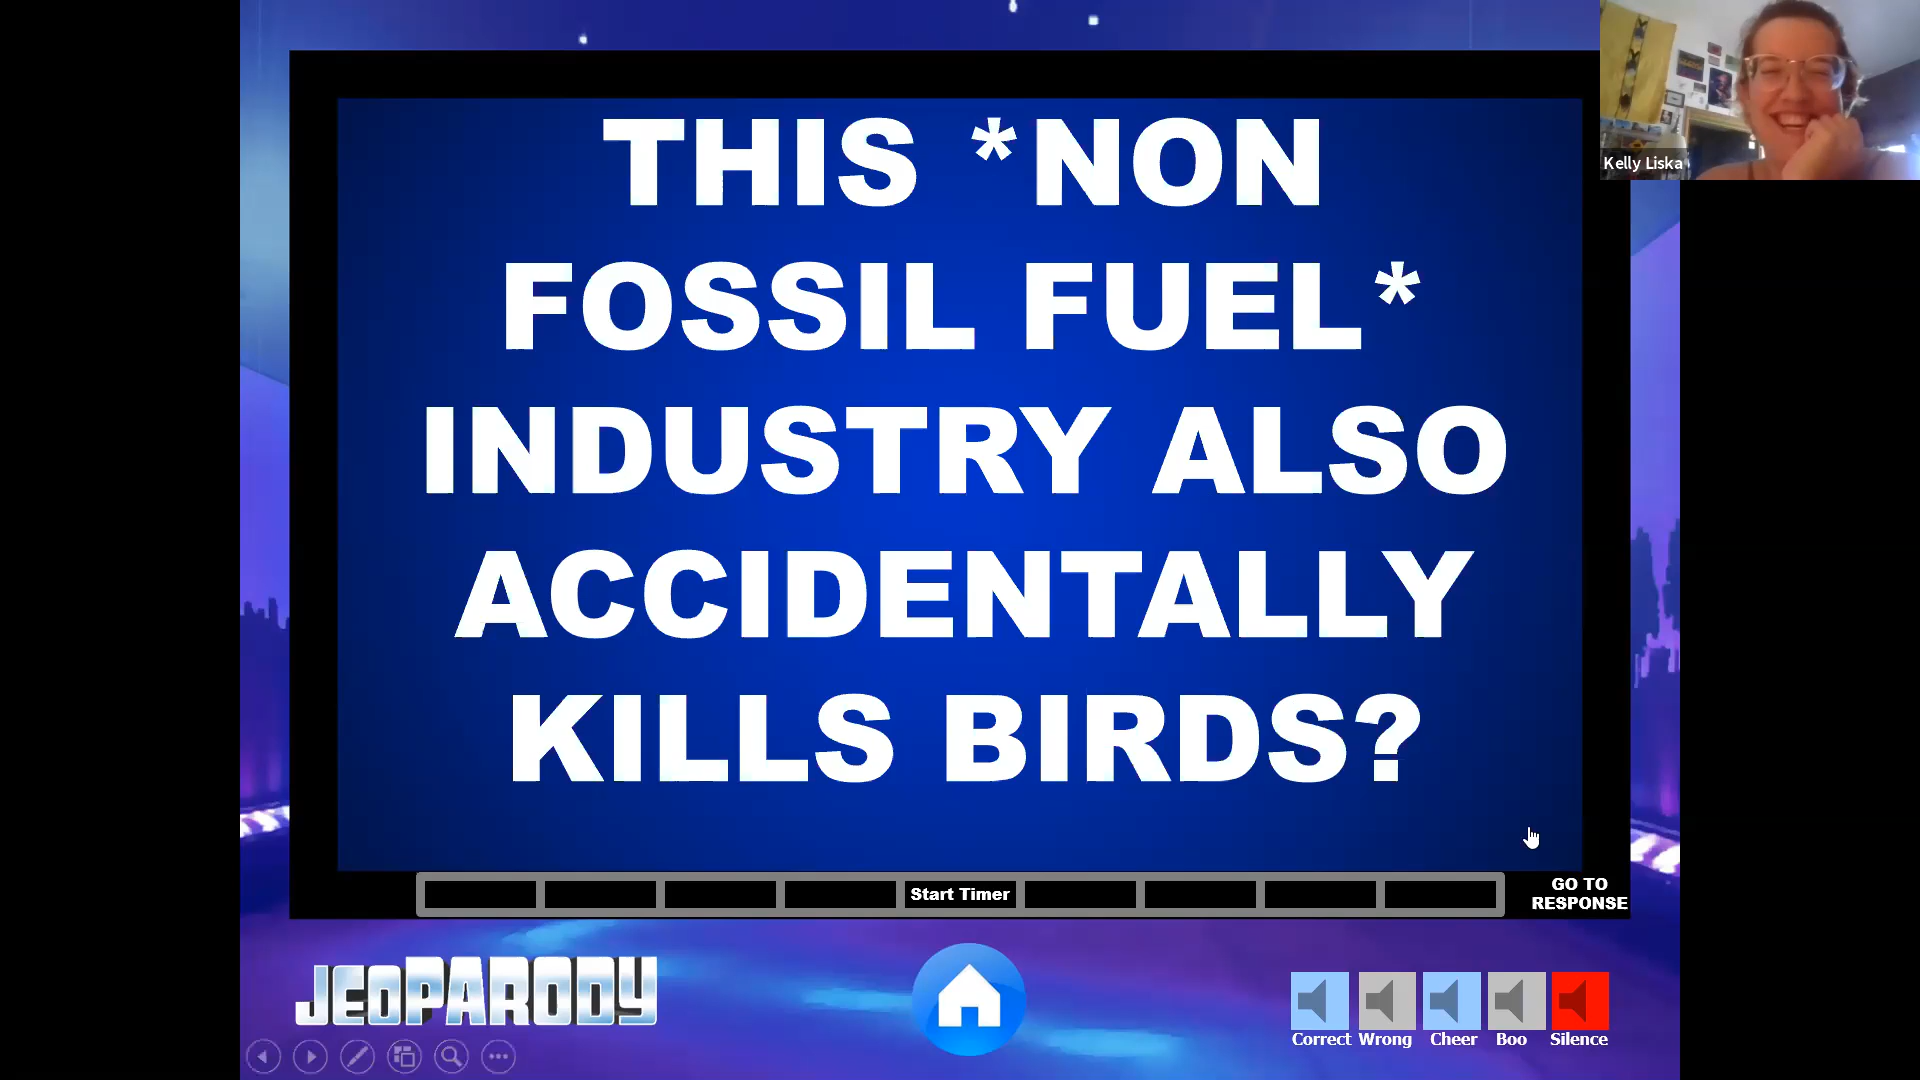 THIS *NON
FOSSIL FUEL*
INDUSTRY ALSO
ACCIDENTALLY
KILLS BIRDS?
Kelly Liska
Start Timer
GO TO
RESPONSE
JEOPARODY
Correct Wrong Cheer Boo Silence